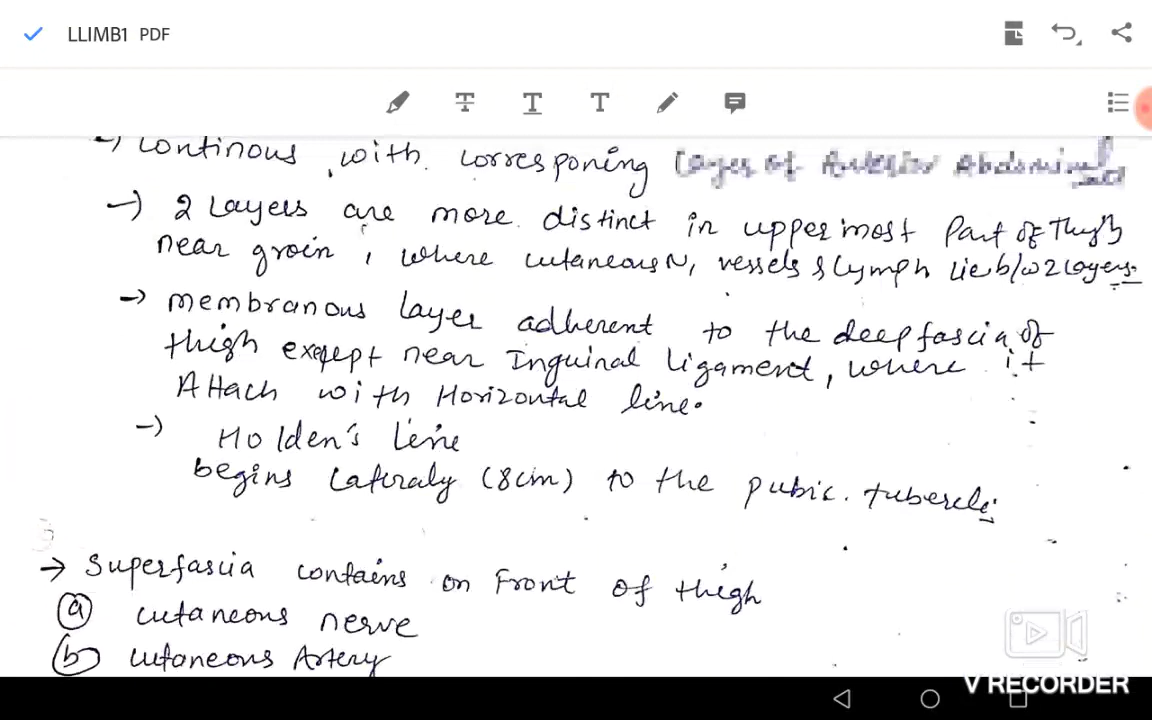 LLIMB1 PDF
→) Continous with corresponing Layer of Anterior Abdominal
→) 2 Layers are more distinct in uppermost Part of Thigh
near groin, where cutaneous N, vessels & Lymph Lie b/w 2 Layers.
→ membranous layer adherent to the deep fascia of
thigh except near Inguinal ligament, where it
Attach with Horizontal line.
→) Holden's Line
begins Lateraly (8cm) to the pubic tubercle.
→ Superfascia contains on Front of thigh
(a) cutaneous nerve
(b) cutaneous Artery
V RECORDER